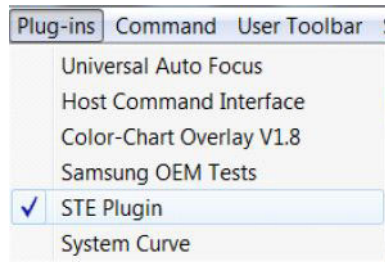 Plug-ins Command User Toolbar
Universal Auto Focus
Host Command Interface
Color-Chart Overlay V1.8
Samsung OEM Tests
STE Plugin
System Curve